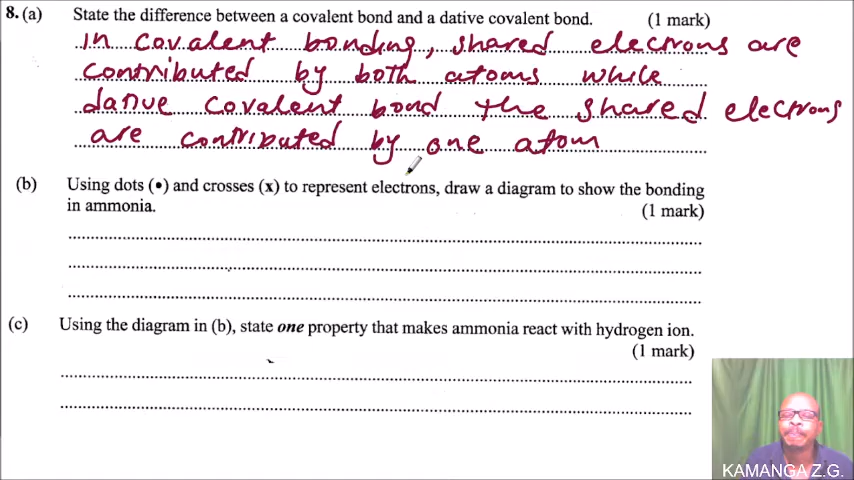 8. (a) State the difference between a covalent bond and a dative covalent bond. (1 mark)
in covalent bonding, shared electrons are
contributed by both atoms while
dative covalent bond the shared electrons
are contributed by one atom
(b) Using dots (•) and crosses (x) to represent electrons, draw a diagram to show the bonding
in ammonia. (1 mark)
(c) Using the diagram in (b), state one property that makes ammonia react with hydrogen ion.
(1 mark)
KAMANGA Z.G.